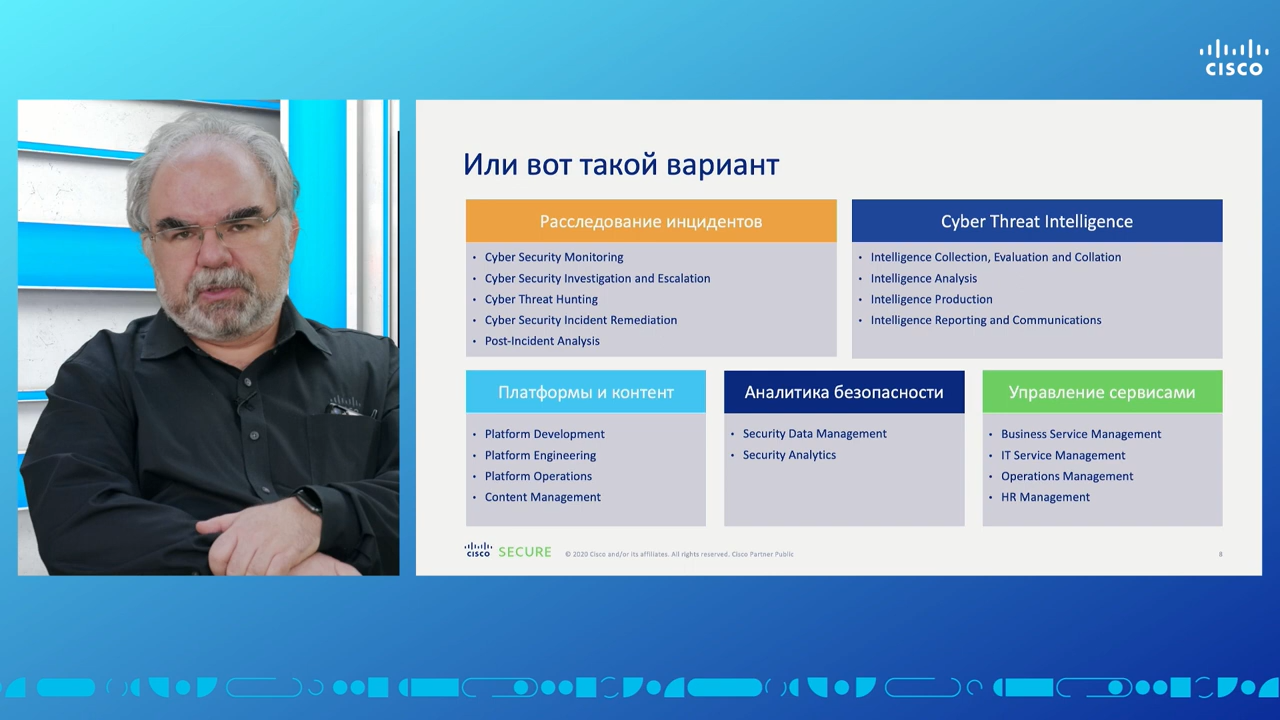 CISCO
Или вот такой вариант
Расследование инцидентов
• Cyber Security Monitoring
• Cyber Security Investigation and Escalation
• Cyber Threat Hunting
• Cyber Security Incident Remediation
• Post-Incident Analysis
Cyber Threat Intelligence
• Intelligence Collection, Evaluation and Collation
• Intelligence Analysis
• Intelligence Production
• Intelligence Reporting and Communications
Платформы и контент
• Platform Development
• Platform Engineering
• Platform Operations
• Content Management
Аналитика безопасности
• Security Data Management
• Security Analytics
Управление сервисами
• Business Service Management
• IT Service Management
• Operations Management
• HR Management
CISCO SECURE © 2020 Cisco and/or its affiliates. All rights reserved. Cisco Partner Public 8